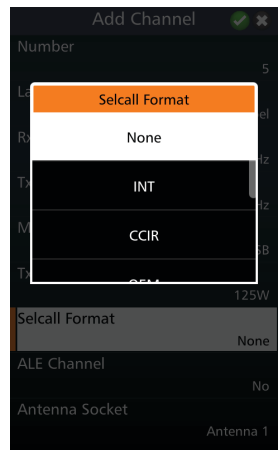 Add Channel
Number
5
Selcall Format
None
INT
CCIR
125W
Selcall Format
None
ALE Channel
No
Antenna Socket
Antenna 1